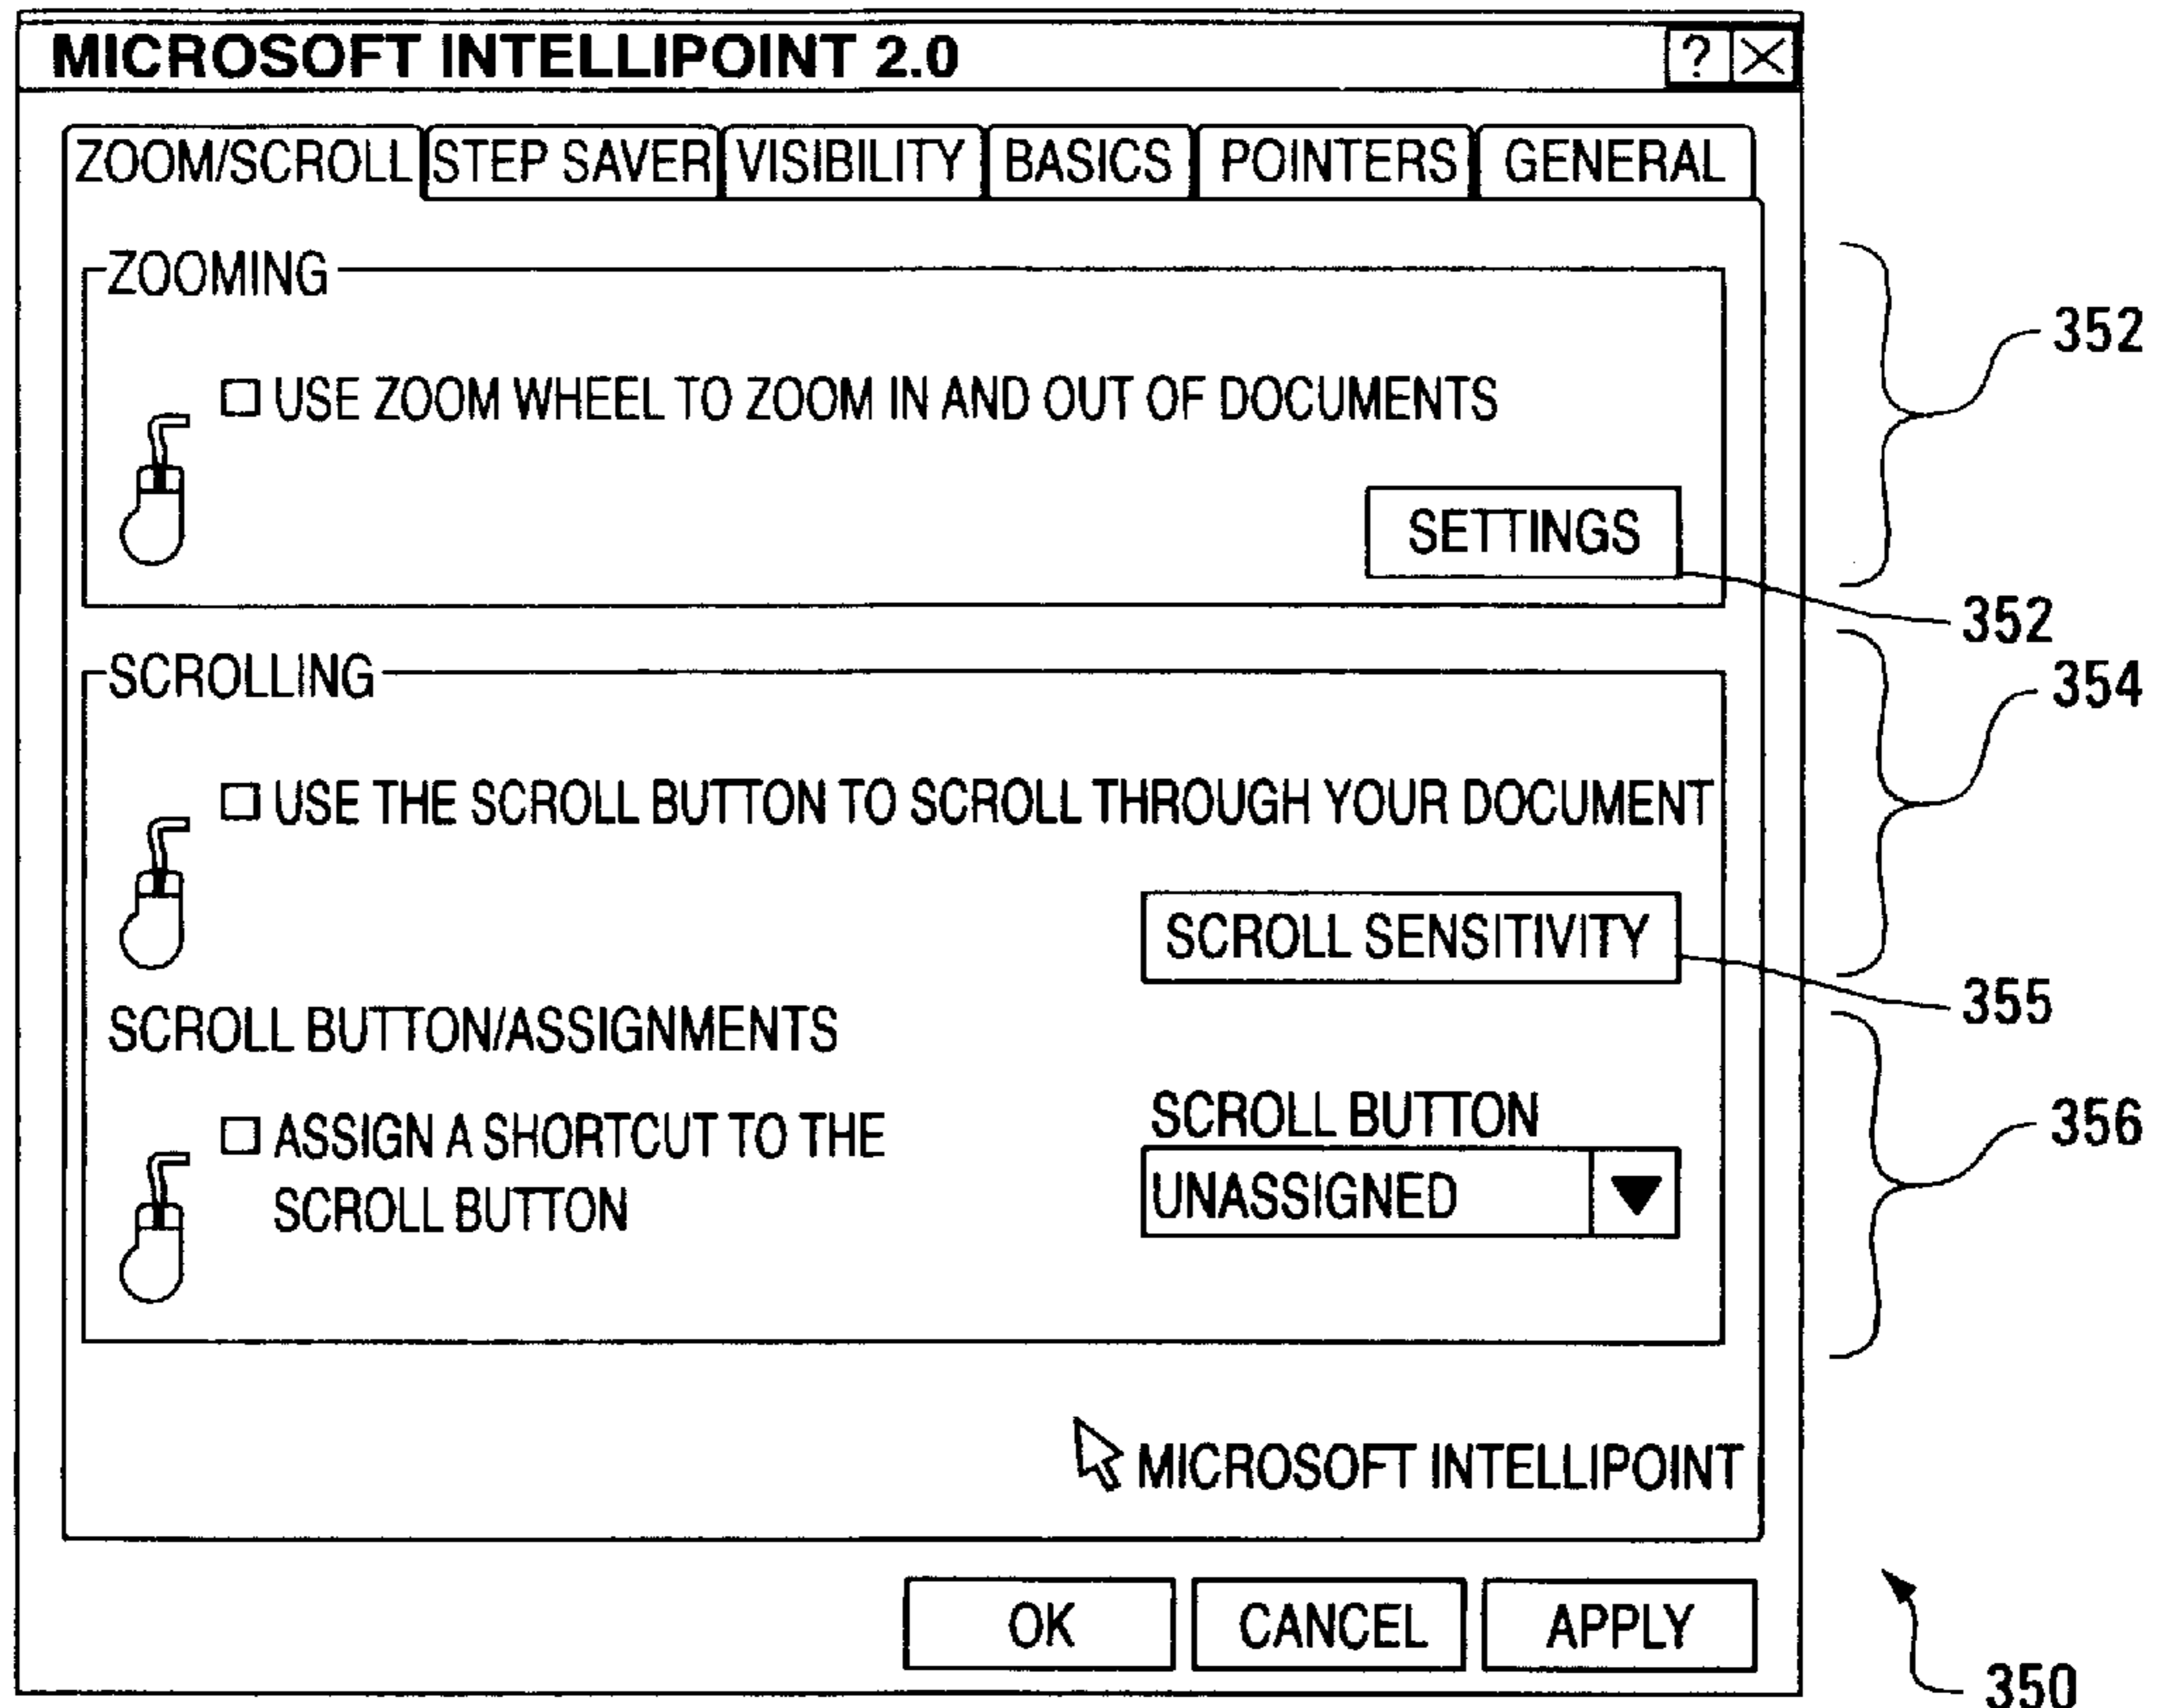 MICROSOFT INTELLIPOINT 2.0 ? X
ZOOM/SCROLL STEP SAVER VISIBILITY BASICS POINTERS GENERAL
ZOOMING
352
USE ZOOM WHEEL TO ZOOM IN AND OUT OF DOCUMENTS
SETTINGS
352
SCROLLING
354
USE THE SCROLL BUTTON TO SCROLL THROUGH YOUR DOCUMENT
SCROLL SENSITIVITY
355
SCROLL BUTTON/ASSIGNMENTS
ASSIGN A SHORTCUT TO THE
SCROLL BUTTON
SCROLL BUTTON
UNASSIGNED
356
MICROSOFT INTELLIPOINT
OK CANCEL APPLY
350